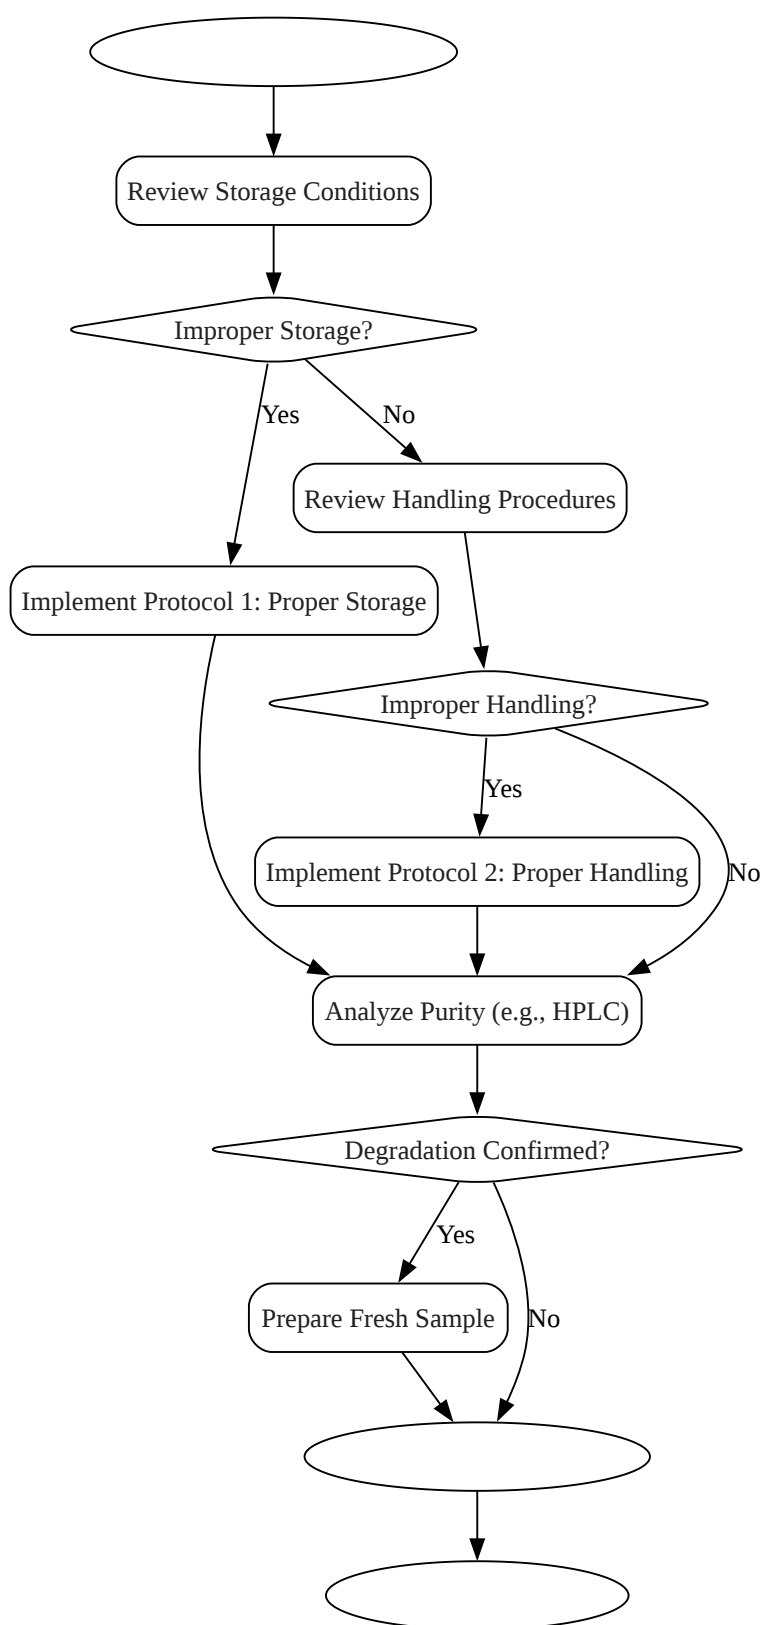 Review Storage Conditions
Improper Storage?
Yes
No
Review Handling Procedures
Implement Protocol 1: Proper Storage
Improper Handling?
Yes
Implement Protocol 2: Proper Handling
No
Analyze Purity (e.g., HPLC)
Degradation Confirmed?
Yes
Prepare Fresh Sample
No